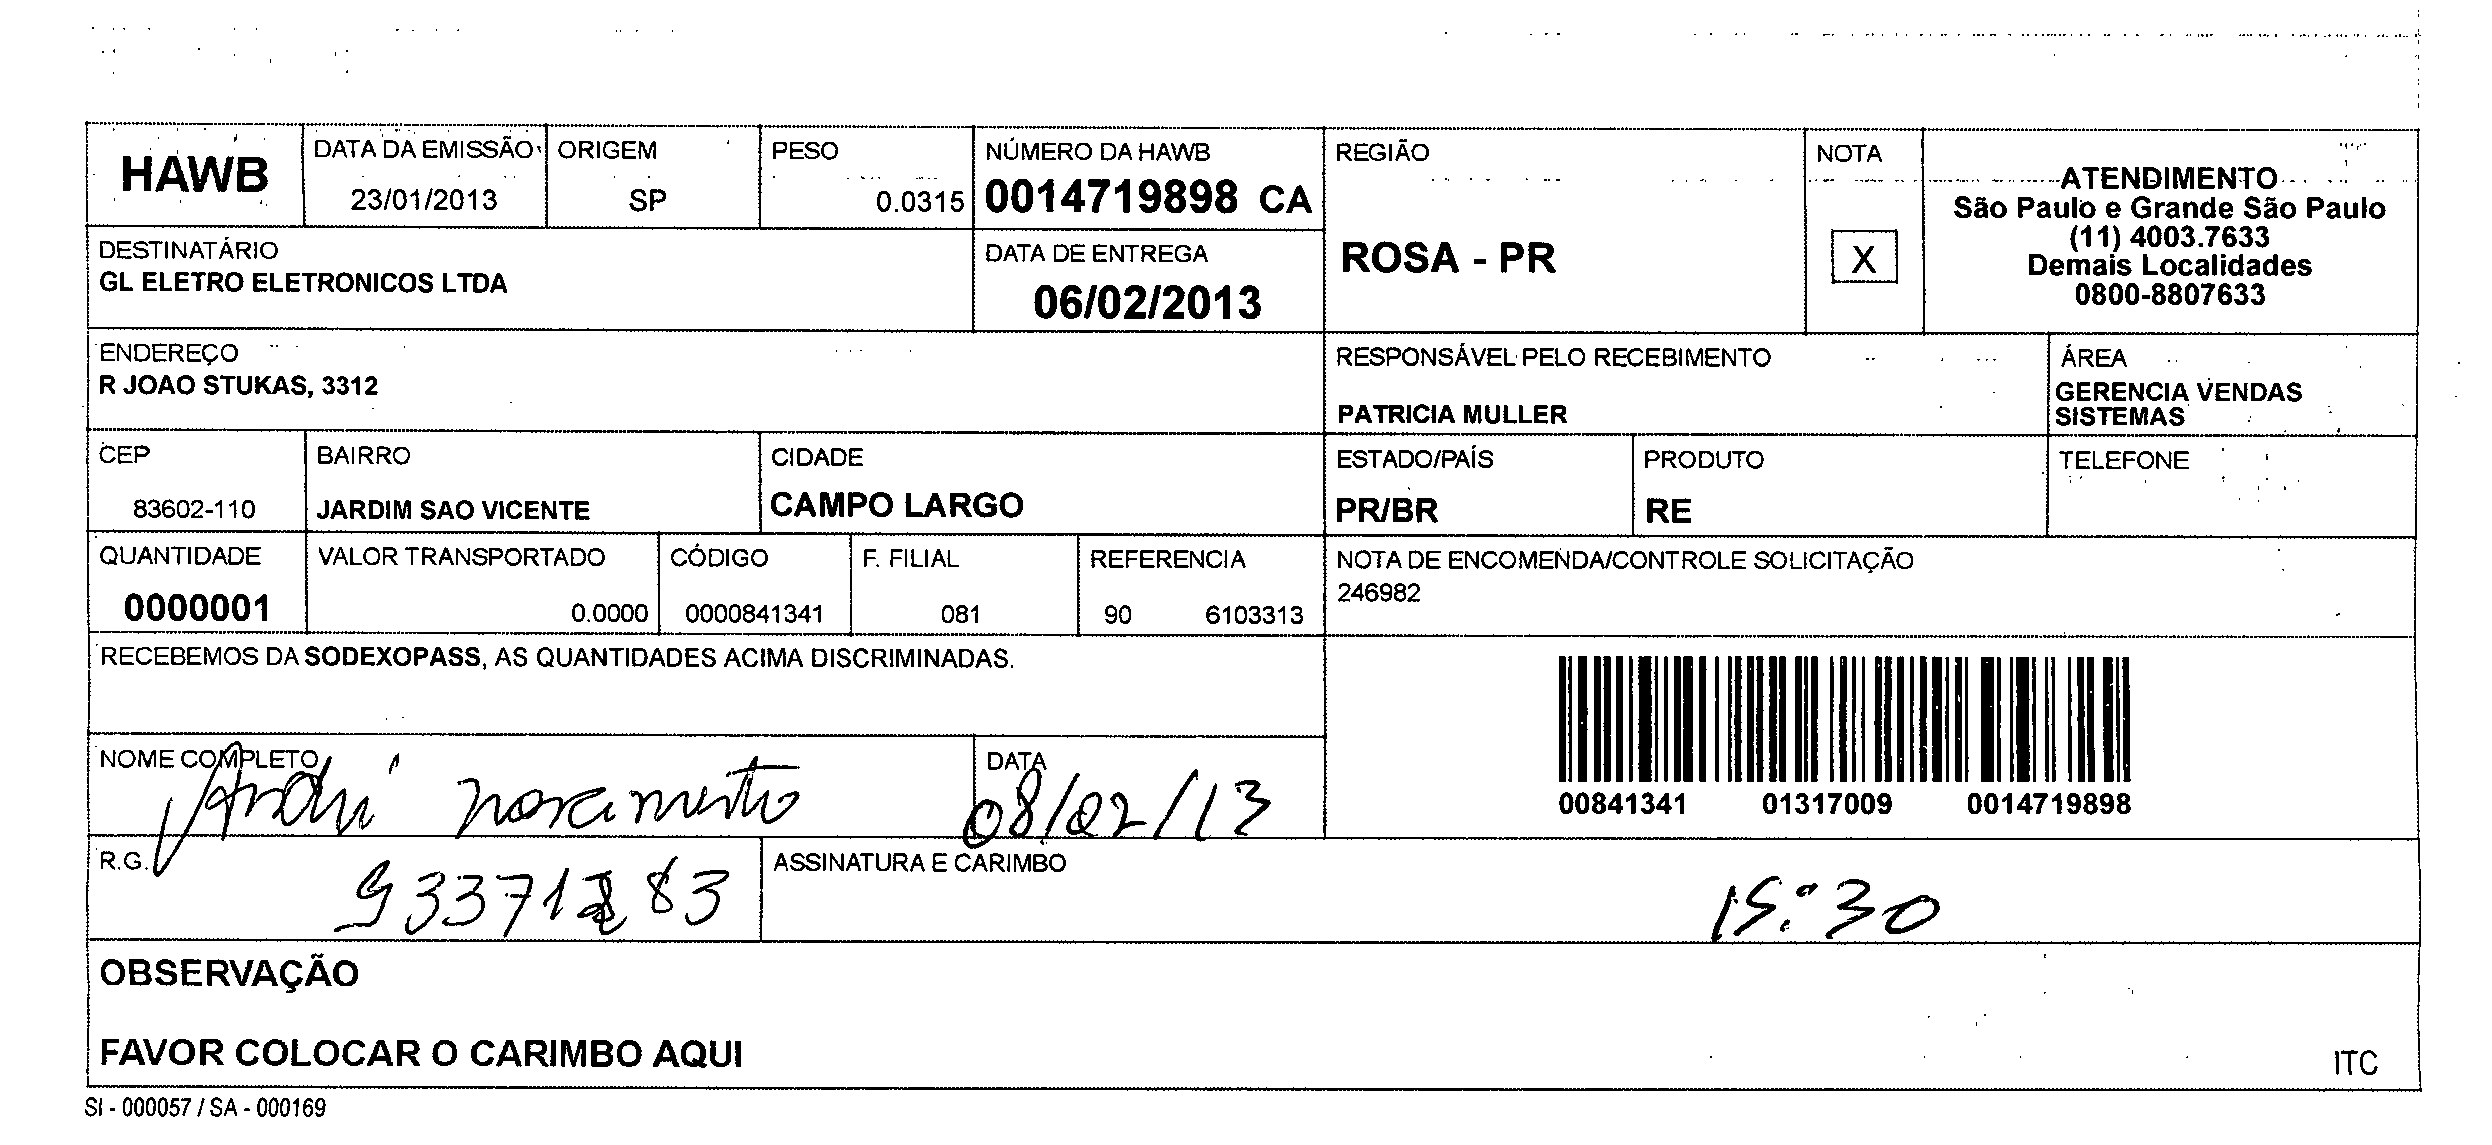 HAWB
DATA DA EMISSÃO
23/01/2013
ORIGEM
SP
PESO
0.0315
NÚMERO DA HAWB
0014719898 CA
REGIÃO
ROSA - PR
NOTA
X
ATENDIMENTO
São Paulo e Grande São Paulo
(11) 4003.7633
Demais Localidades
0800-8807633
DESTINATÁRIO
GL ELETRO ELETRONICOS LTDA
DATA DE ENTREGA
06/02/2013
ENDEREÇO
R JOAO STUKAS, 3312
RESPONSÁVEL PELO RECEBIMENTO
PATRICIA MULLER
ÁREA
GERENCIA VENDAS
SISTEMAS
CEP
83602-110
BAIRRO
JARDIM SAO VICENTE
CIDADE
CAMPO LARGO
ESTADO/PAÍS
PR/BR
PRODUTO
RE
TELEFONE
QUANTIDADE
0000001
VALOR TRANSPORTADO
0.0000
CÓDIGO
0000841341
F. FILIAL
081
REFERENCIA
90 6103313
NOTA DE ENCOMENDA/CONTROLE SOLICITAÇÃO
246982
RECEBEMOS DA SODEXOPASS, AS QUANTIDADES ACIMA DISCRIMINADAS.
00841341 01317009 0014719898
NOME COMPLETO
André nascimento
DATA
08/02/13
R.G.
ASSINATURA E CARIMBO
15:30
OBSERVAÇÃO
FAVOR COLOCAR O CARIMBO AQUI
ITC
SI - 000057 / SA - 000169